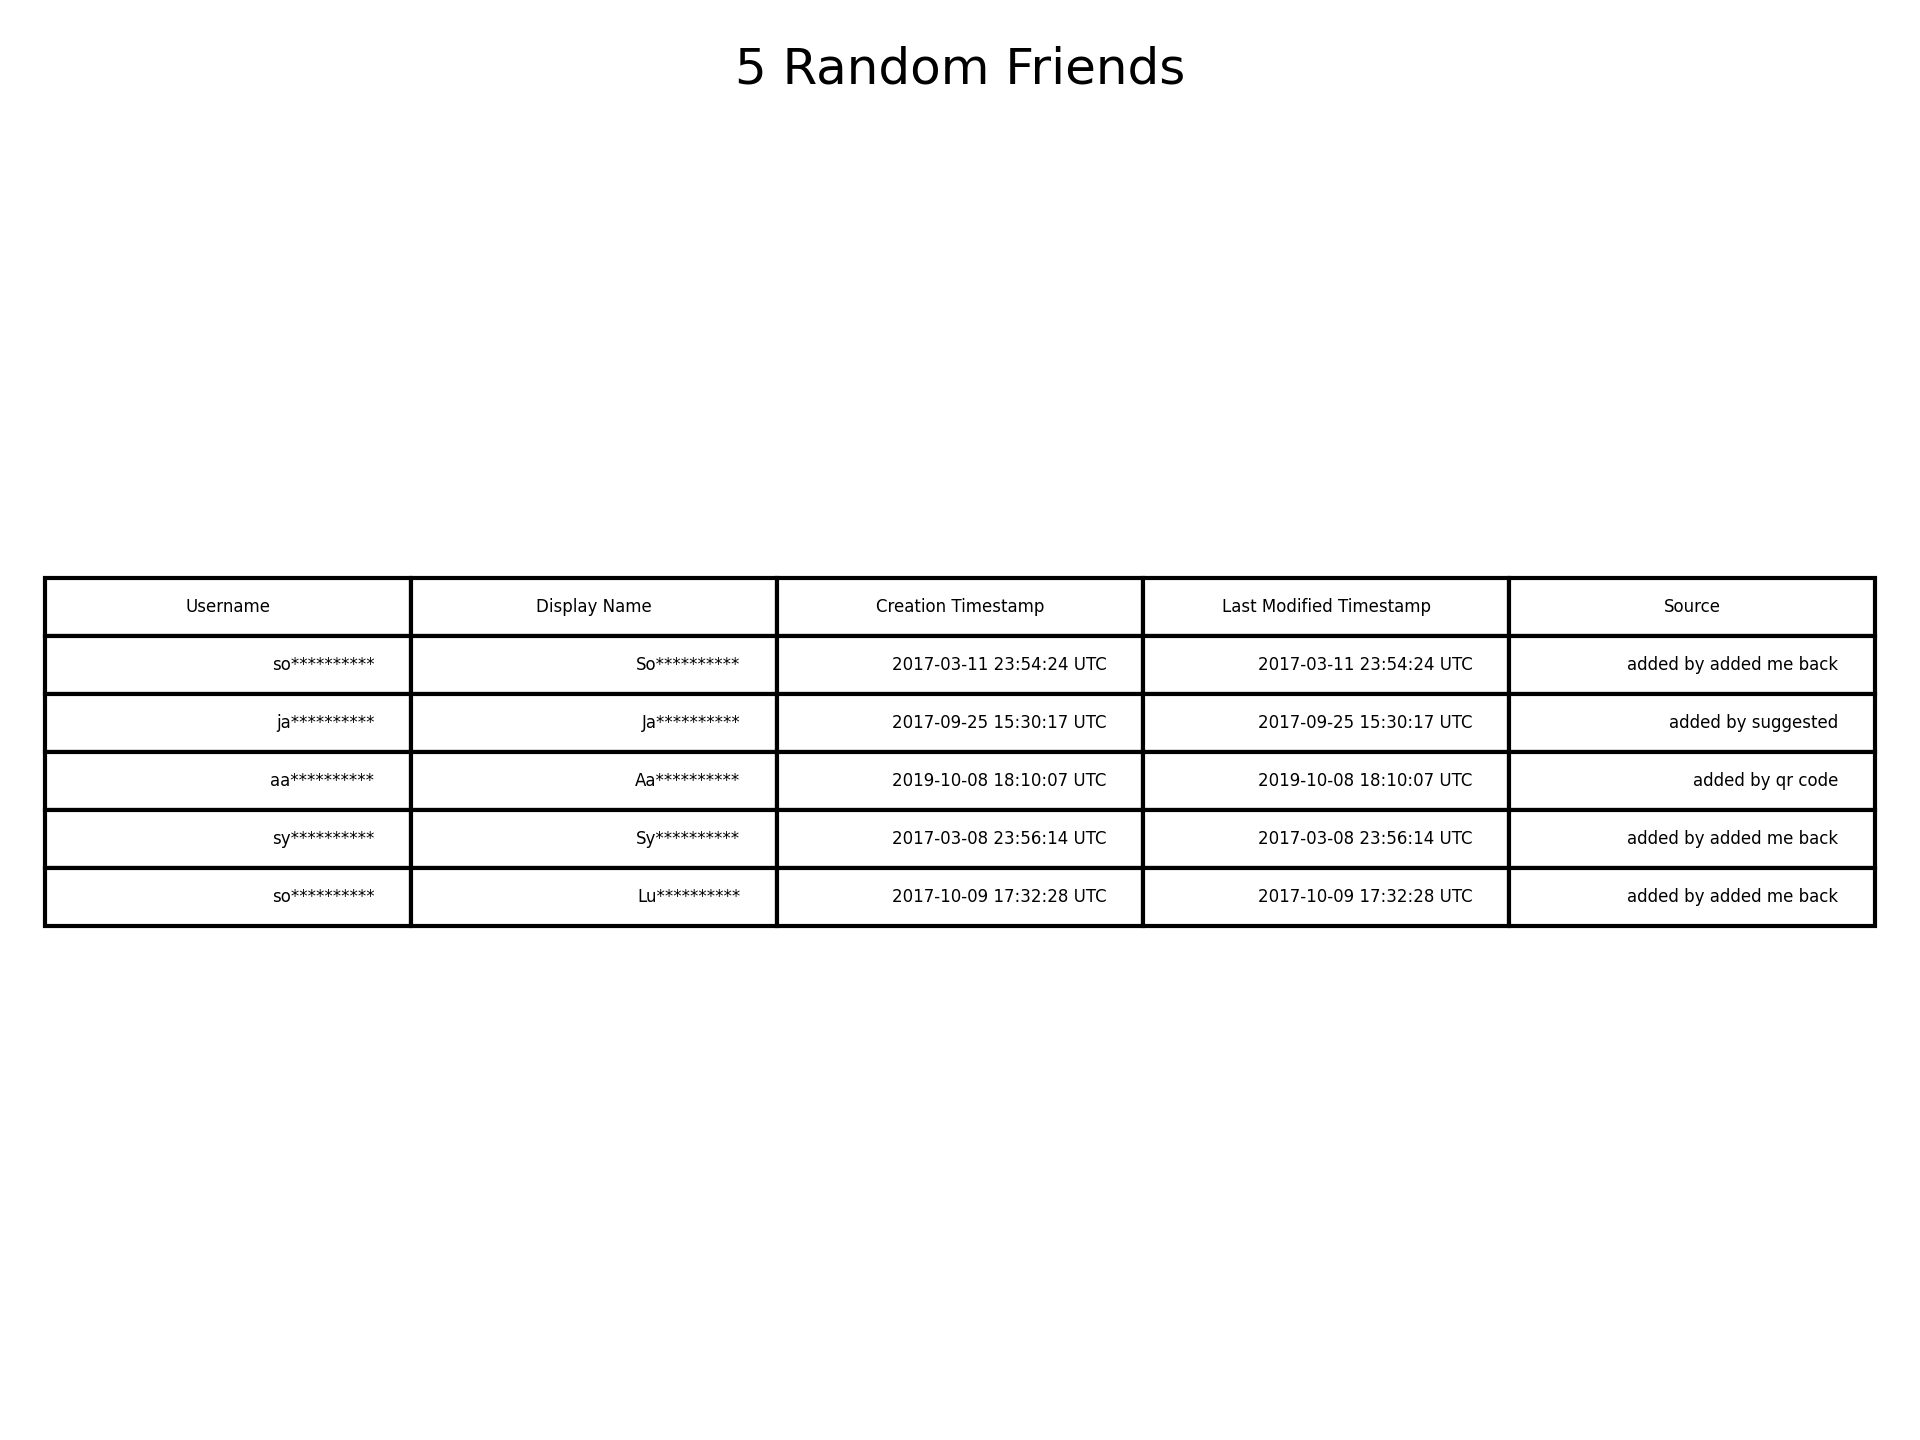 5 Random Friends
Username Display Name Creation Timestamp Last Modified Timestamp Source
so********** So********** 2017-03-11 23:54:24 UTC 2017-03-11 23:54:24 UTC added by added me back
ja********** Ja********** 2017-09-25 15:30:17 UTC 2017-09-25 15:30:17 UTC added by suggested
aa********** Aa********** 2019-10-08 18:10:07 UTC 2019-10-08 18:10:07 UTC added by qr code
sy********** Sy********** 2017-03-08 23:56:14 UTC 2017-03-08 23:56:14 UTC added by added me back
so********** Lu********** 2017-10-09 17:32:28 UTC 2017-10-09 17:32:28 UTC added by added me back